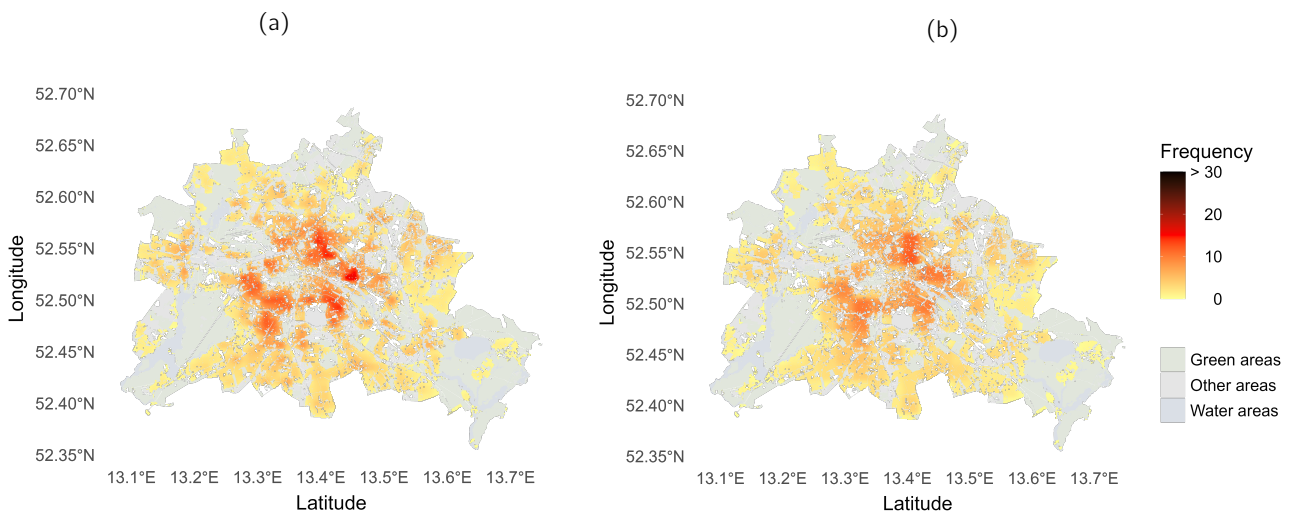 (a)
(b)
52.70°N
52.65°N
52.60°N
52.55°N
52.50°N
52.45°N
52.40°N
52.35°N
Longitude
13.1°E 13.2°E 13.3°E 13.4°E 13.5°E 13.6°E 13.7°E
Latitude
52.70°N
52.65°N
52.60°N
52.55°N
52.50°N
52.45°N
52.40°N
52.35°N
Longitude
13.1°E 13.2°E 13.3°E 13.4°E 13.5°E 13.6°E 13.7°E
Latitude
Frequency
> 30
20
10
0
Green areas
Other areas
Water areas